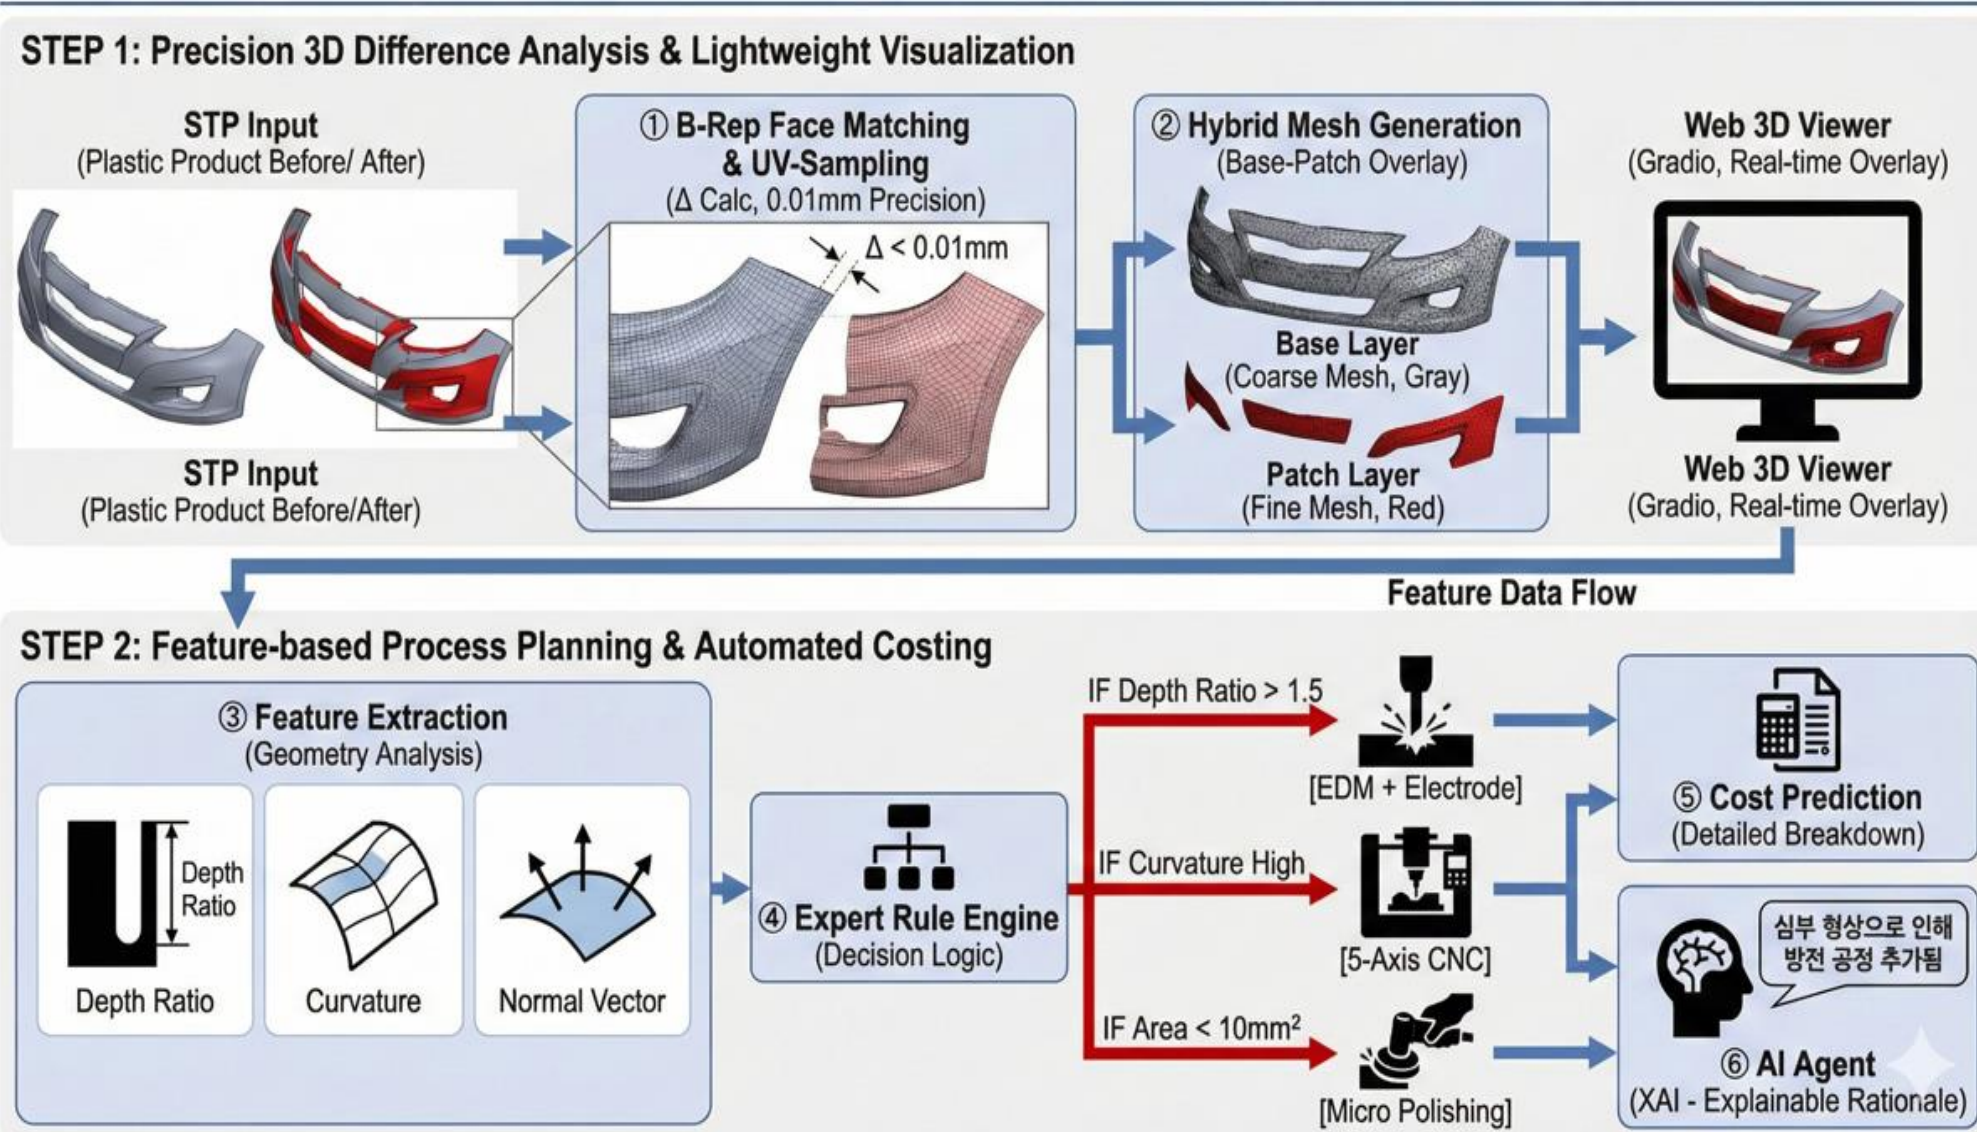 STEP 1: Precision 3D Difference Analysis & Lightweight Visualization
STP Input
(Plastic Product Before/ After)
STP Input
(Plastic Product Before/After)
① B-Rep Face Matching
& UV-Sampling
(Δ Calc, 0.01mm Precision)
Δ < 0.01mm
② Hybrid Mesh Generation
(Base-Patch Overlay)
Base Layer
(Coarse Mesh, Gray)
Patch Layer
(Fine Mesh, Red)
Web 3D Viewer
(Gradio, Real-time Overlay)
Web 3D Viewer
(Gradio, Real-time Overlay)
Feature Data Flow
STEP 2: Feature-based Process Planning & Automated Costing
③ Feature Extraction
(Geometry Analysis)
Depth
Ratio
Depth Ratio
Curvature
Normal Vector
④ Expert Rule Engine
(Decision Logic)
IF Depth Ratio > 1.5
[EDM + Electrode]
IF Curvature High
[5-Axis CNC]
IF Area < 10mm²
[Micro Polishing]
⑤ Cost Prediction
(Detailed Breakdown)
심부 형상으로 인해
방전 공정 추가됨
⑥ AI Agent
(XAI - Explainable Rationale)